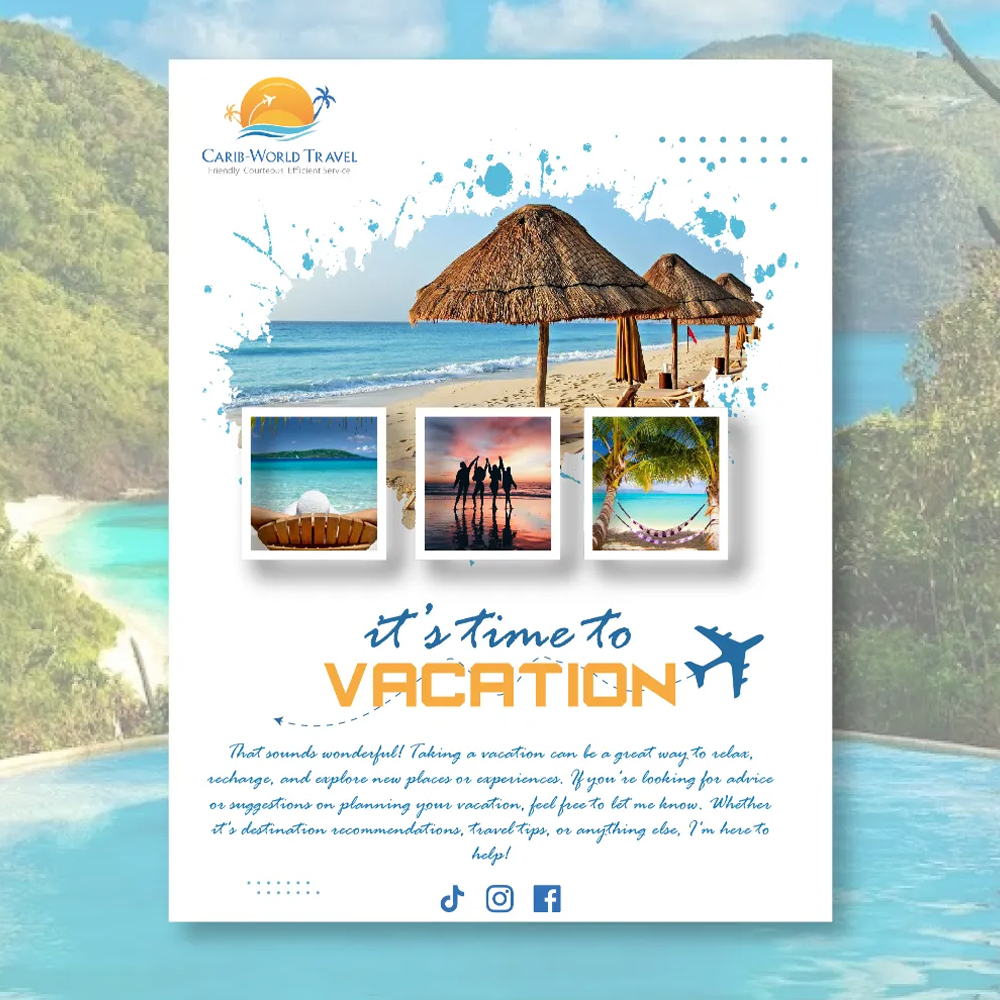 CARIB-WORLD TRAVEL
Friendly Courteous Efficient Service
it's time to
VACATION
That sounds wonderful! Taking a vacation can be a great way to relax,
recharge, and explore new places or experiences. If you're looking for advice
or suggestions on planning your vacation, feel free to let me know. Whether
it's destination recommendations, travel tips, or anything else, I'm here to
help!